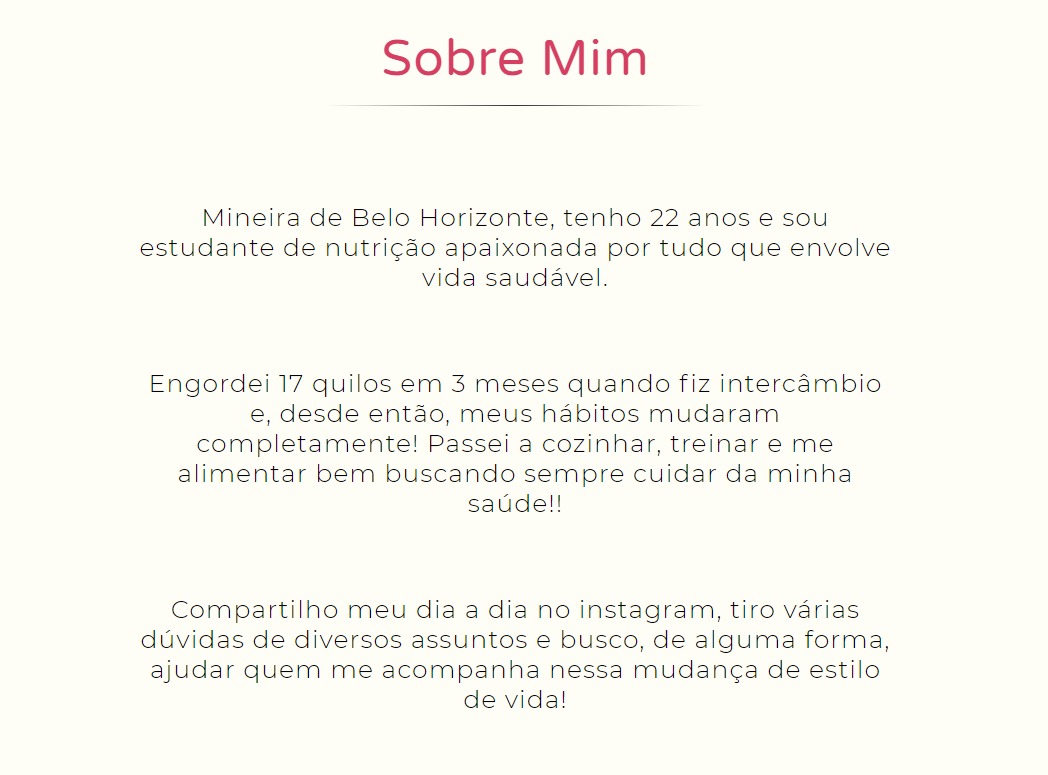 Sobre Mim
Mineira de Belo Horizonte, tenho 22 anos e sou
estudante de nutrição apaixonada por tudo que envolve
vida saudável.
Engordei 17 quilos em 3 meses quando fiz intercâmbio
e, desde então, meus hábitos mudaram
completamente! Passei a cozinhar, treinar e me
alimentar bem buscando sempre cuidar da minha
saúde!!
Compartilho meu dia a dia no instagram, tiro várias
dúvidas de diversos assuntos e busco, de alguma forma,
ajudar quem me acompanha nessa mudança de estilo
de vida!